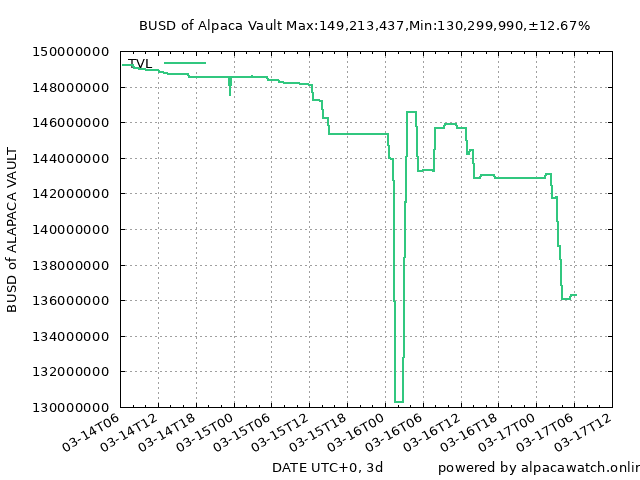 BUSD of Alpaca Vault Max:149,213,437,Min:130,299,990,±12.67%
TVL
BUSD of ALAPACA VAULT
150000000
148000000
146000000
144000000
142000000
140000000
138000000
136000000
134000000
132000000
130000000
03-14T06
03-14T12
03-14T18
03-15T00
03-15T06
03-15T12
03-15T18
03-16T00
03-16T06
03-16T12
03-16T18
03-17T00
03-17T06
03-17T12
DATE UTC+0, 3d
powered by alpacawatch.onlin